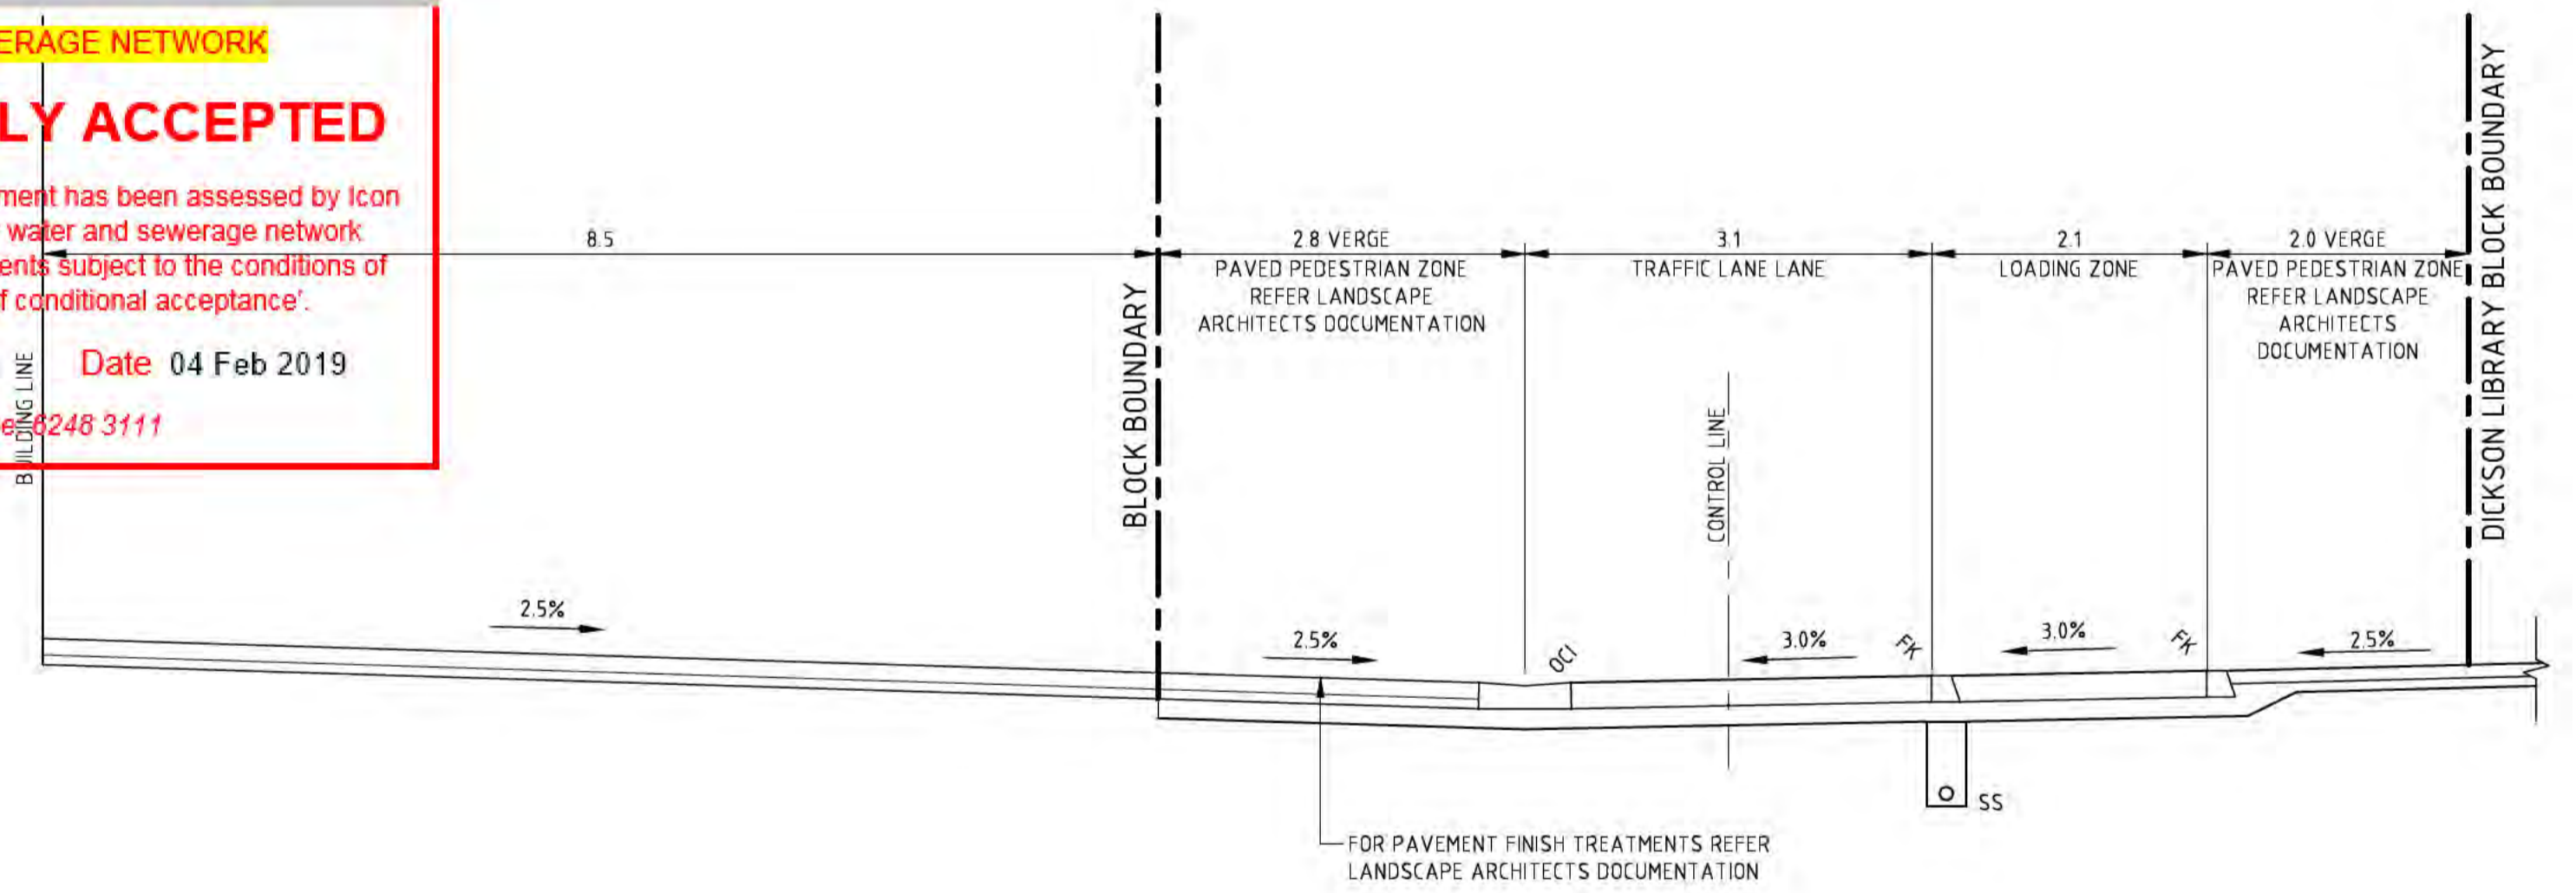 ERAGE NETWORK
LY ACCEPTED
ment has been assessed by Icon
water and sewerage network
ents subject to the conditions of
f conditional acceptance'.
Date 04 Feb 2019
e 6248 3111
BUILDING LINE
8.5
BLOCK BOUNDARY
2.8 VERGE
PAVED PEDESTRIAN ZONE
REFER LANDSCAPE
ARCHITECTS DOCUMENTATION
3.1
TRAFFIC LANE LANE
CONTROL LINE
2.1
LOADING ZONE
2.0 VERGE
PAVED PEDESTRIAN ZONE
REFER LANDSCAPE
ARCHITECTS
DOCUMENTATION
DICKSON LIBRARY BLOCK BOUNDARY
2.5%
2.5%
OCI
3.0%
FK
3.0%
FK
2.5%
SS
FOR PAVEMENT FINISH TREATMENTS REFER
LANDSCAPE ARCHITECTS DOCUMENTATION